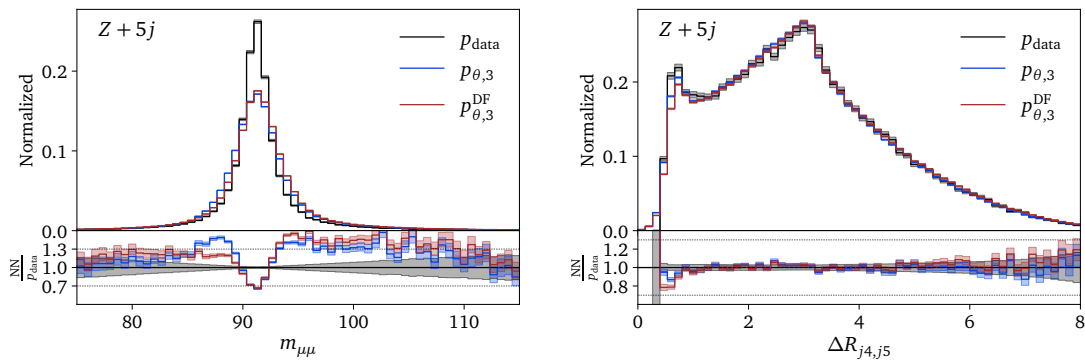 Z + 5j
p_data
p_θ,3
p^DF_θ,3
Normalized
0.2
0.1
0.0
1.3
1.0
0.7
NN/p_data
80 90 100 110
m_μμ
Z + 5j
p_data
p_θ,3
p^DF_θ,3
Normalized
0.2
0.1
0.0
1.2
1.0
0.8
NN/p_data
0 2 4 6 8
ΔR_j4,j5